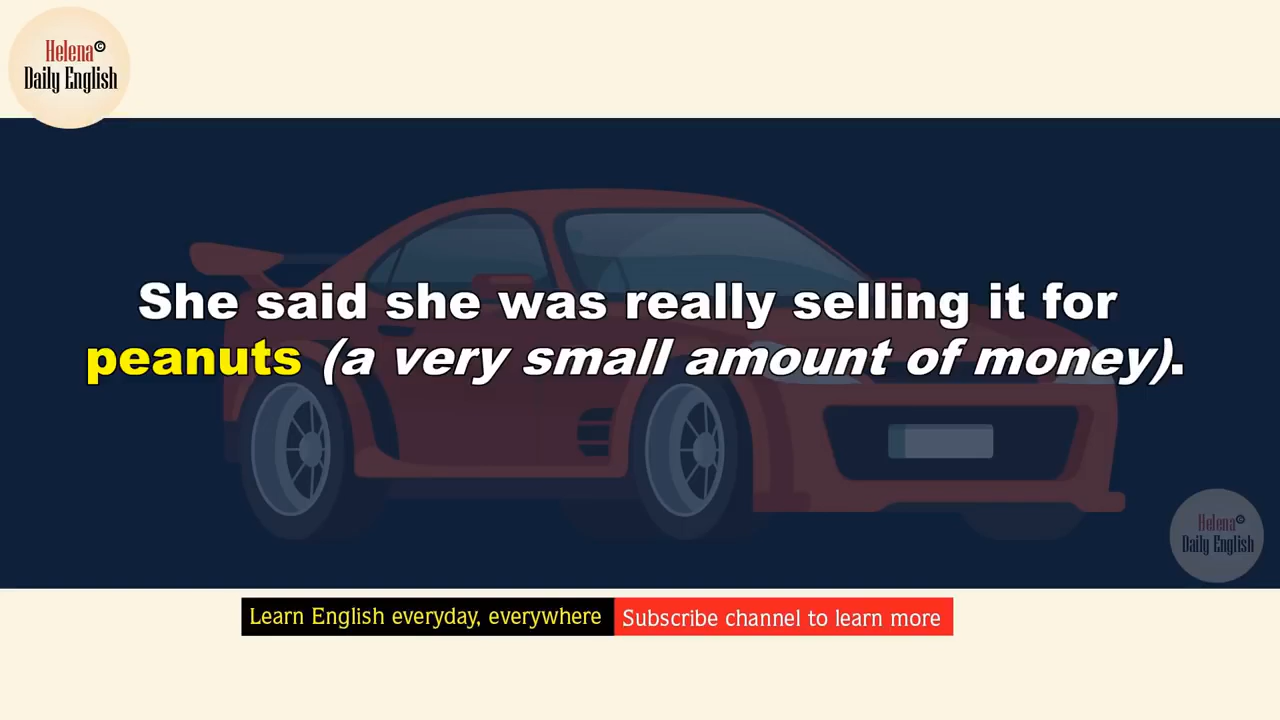 Helena©
Daily English
She said she was really selling it for
peanuts (a very small amount of money).
Helena©
Daily English
Learn English everyday, everywhere
Subscribe channel to learn more